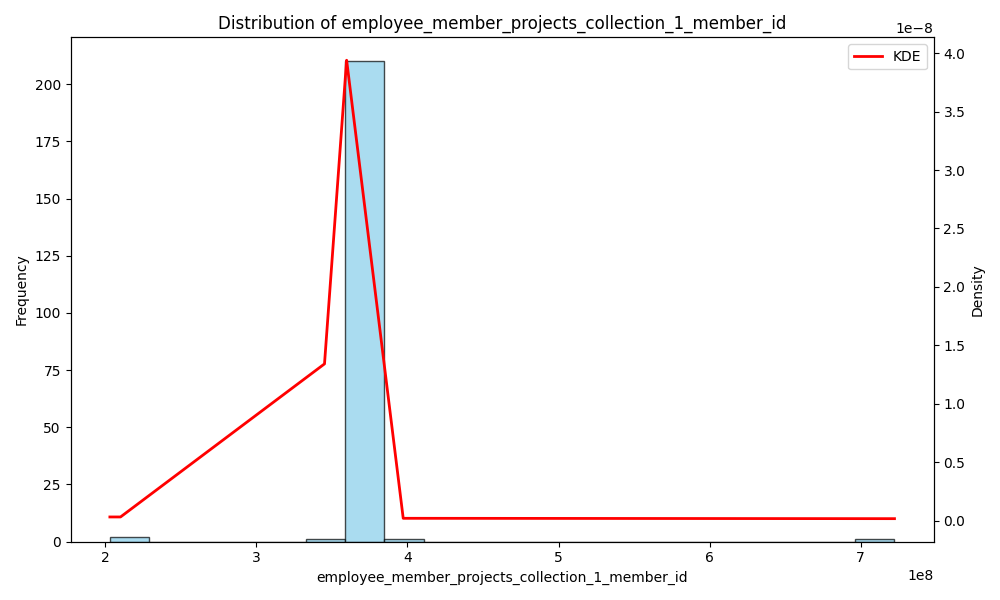 Distribution of employee_member_projects_collection_1_member_id
1e−8
KDE
Frequency
200
175
150
125
100
75
50
25
0
4.0
3.5
3.0
2.5
2.0
1.5
1.0
0.5
0.0
Density
2 3 4 5 6 7
1e8
employee_member_projects_collection_1_member_id